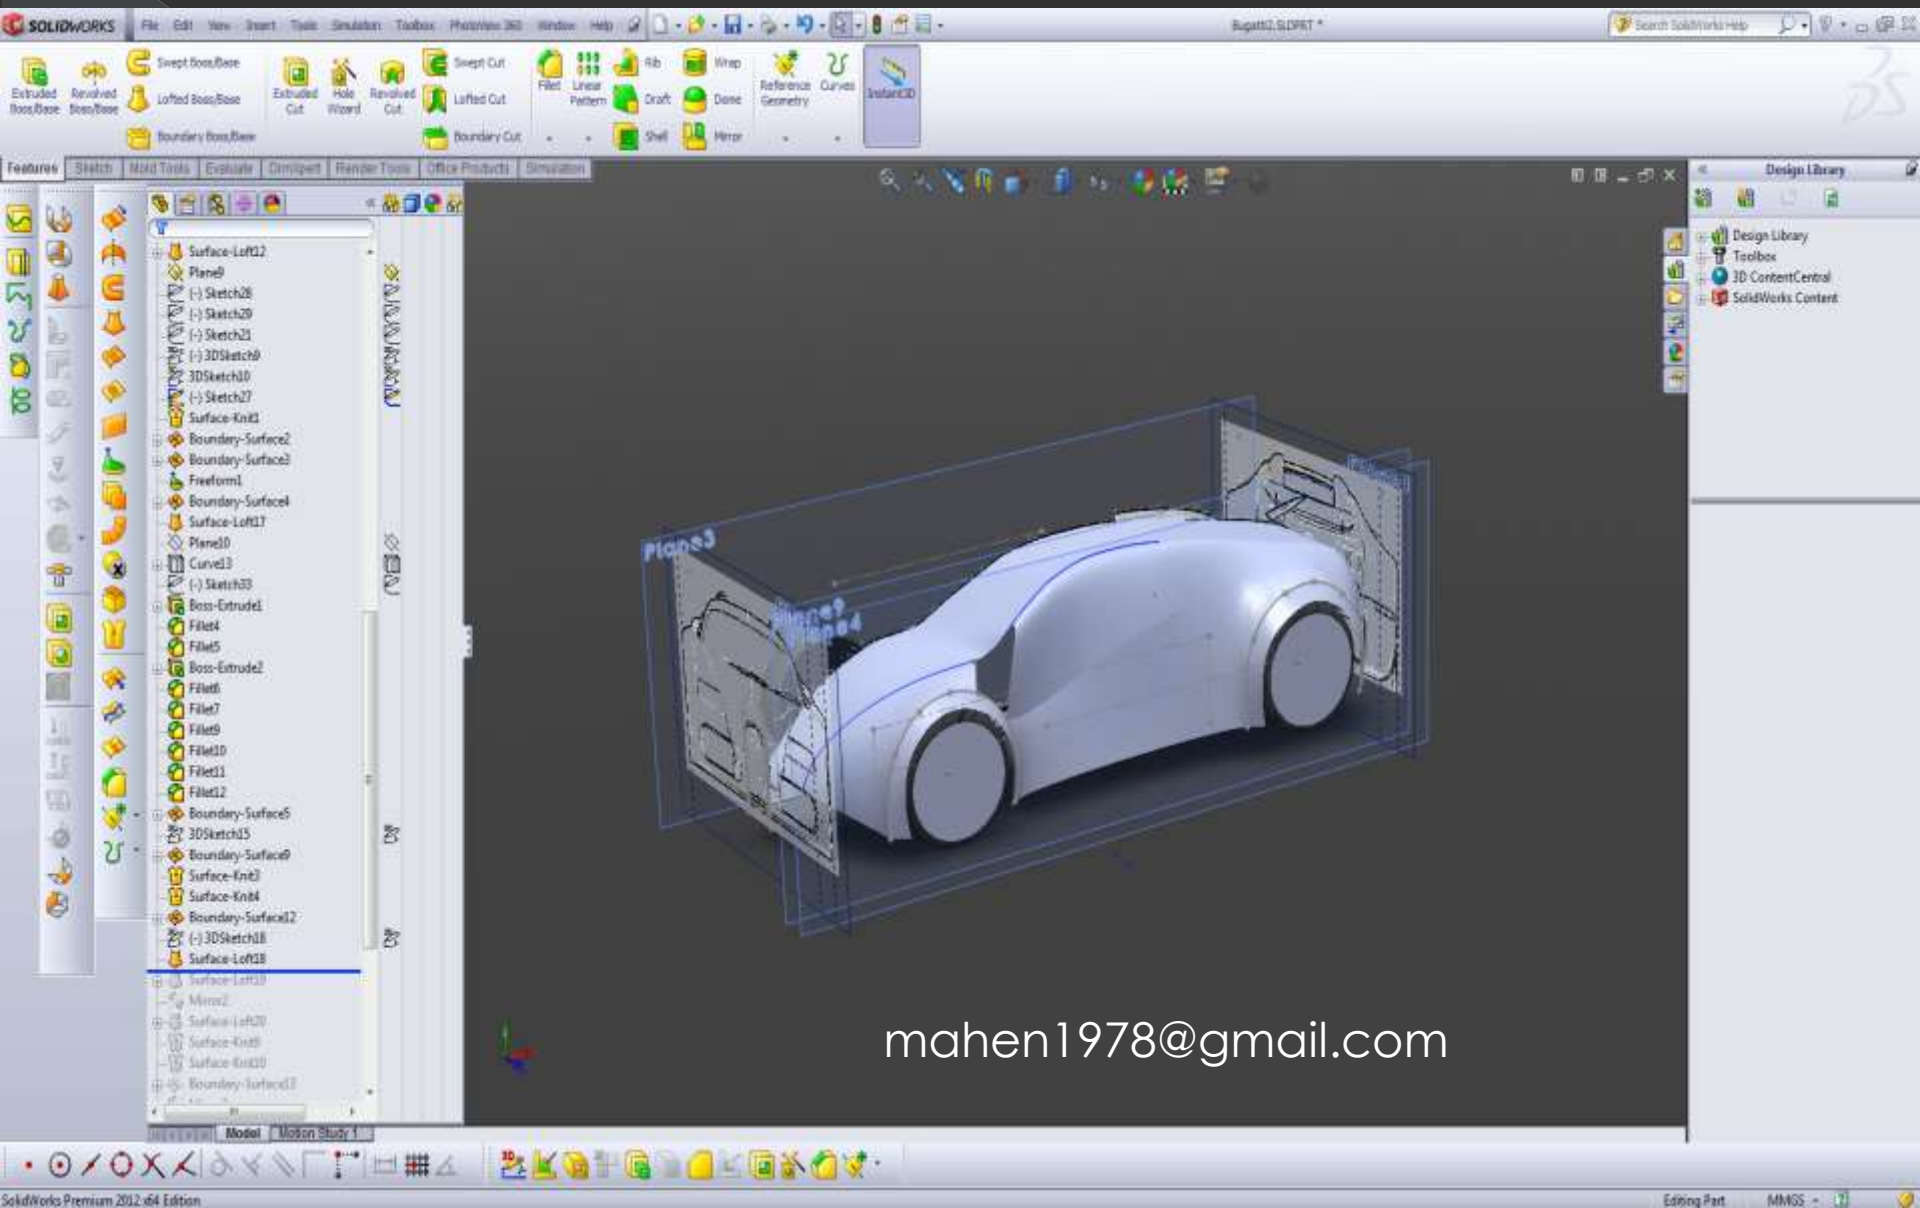 SOLIDWORKS File Edit View Insert Tools Simulation Toolbox PhotoView 360 Window Help
Bugatti2.SLDPRT *
Search SolidWorks Help
Extruded Boss/Base
Revolved Boss/Base
Swept Boss/Base
Lofted Boss/Base
Boundary Boss/Base
Extruded Cut
Hole Wizard
Revolved Cut
Swept Cut
Lofted Cut
Boundary Cut
Fillet
Linear Pattern
Rib
Draft
Shell
Wrap
Dome
Mirror
Reference Geometry
Curves
Instant3D
Features Sketch Mold Tools Evaluate DimXpert Render Tools Office Products Simulation
Surface-Loft12
Plane9
(-) Sketch28
(-) Sketch29
(-) Sketch21
(-) 3DSketch9
3DSketch10
(-) Sketch27
Surface-Knit1
Boundary-Surface2
Boundary-Surface3
Freeform1
Boundary-Surface4
Surface-Loft17
Plane10
Curve13
(-) Sketch33
Boss-Extrude1
Fillet4
Fillet5
Boss-Extrude2
Fillet6
Fillet7
Fillet9
Fillet10
Fillet11
Fillet12
Boundary-Surface5
3DSketch15
Boundary-Surface9
Surface-Knit3
Surface-Knit4
Boundary-Surface12
(-) 3DSketch18
Surface-Loft18
Surface-Loft19
Mirror2
Surface-Loft20
Surface-Knit9
Surface-Knit10
Boundary-Surface13
Model Motion Study 1
Plane3
mahen1978@gmail.com
Design Library
Design Library
Toolbox
3D ContentCentral
SolidWorks Content
SolidWorks Premium 2012 x64 Edition
Editing Part MMGS